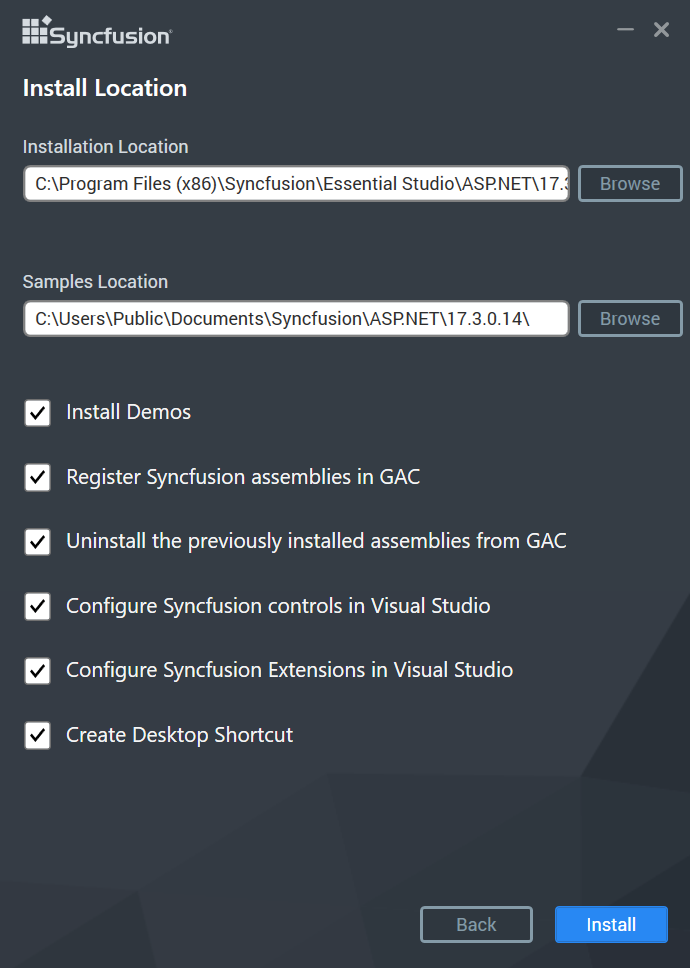 Syncfusion®
Install Location
Installation Location
C:\Program Files (x86)\Syncfusion\Essential Studio\ASP.NET\17.3
Browse
Samples Location
C:\Users\Public\Documents\Syncfusion\ASP.NET\17.3.0.14\
Browse
Install Demos
Register Syncfusion assemblies in GAC
Uninstall the previously installed assemblies from GAC
Configure Syncfusion controls in Visual Studio
Configure Syncfusion Extensions in Visual Studio
Create Desktop Shortcut
Back
Install